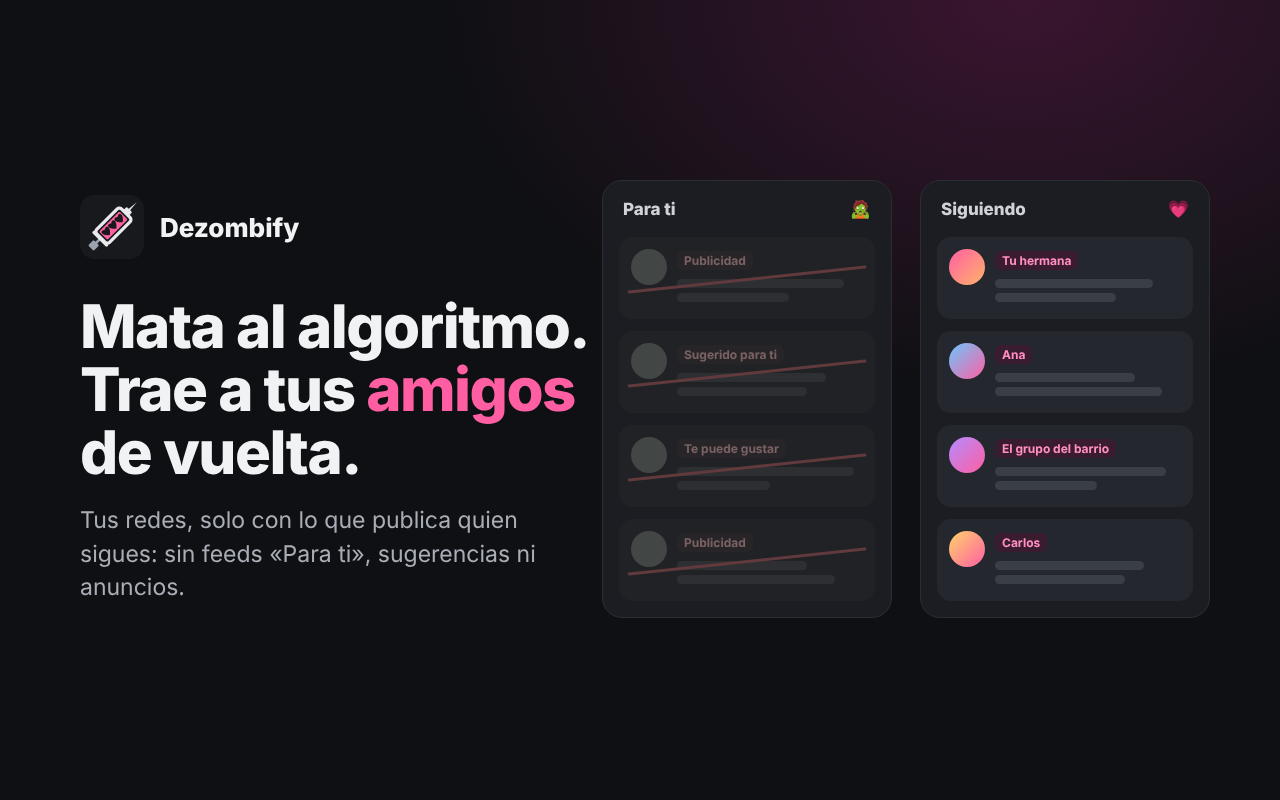 Dezombify
Mata al algoritmo.
Trae a tus amigos
de vuelta.
Tus redes, solo con lo que publica quien
sigues: sin feeds «Para ti», sugerencias ni
anuncios.
Para ti
Publicidad
Sugerido para ti
Te puede gustar
Publicidad
Siguiendo
Tu hermana
Ana
El grupo del barrio
Carlos